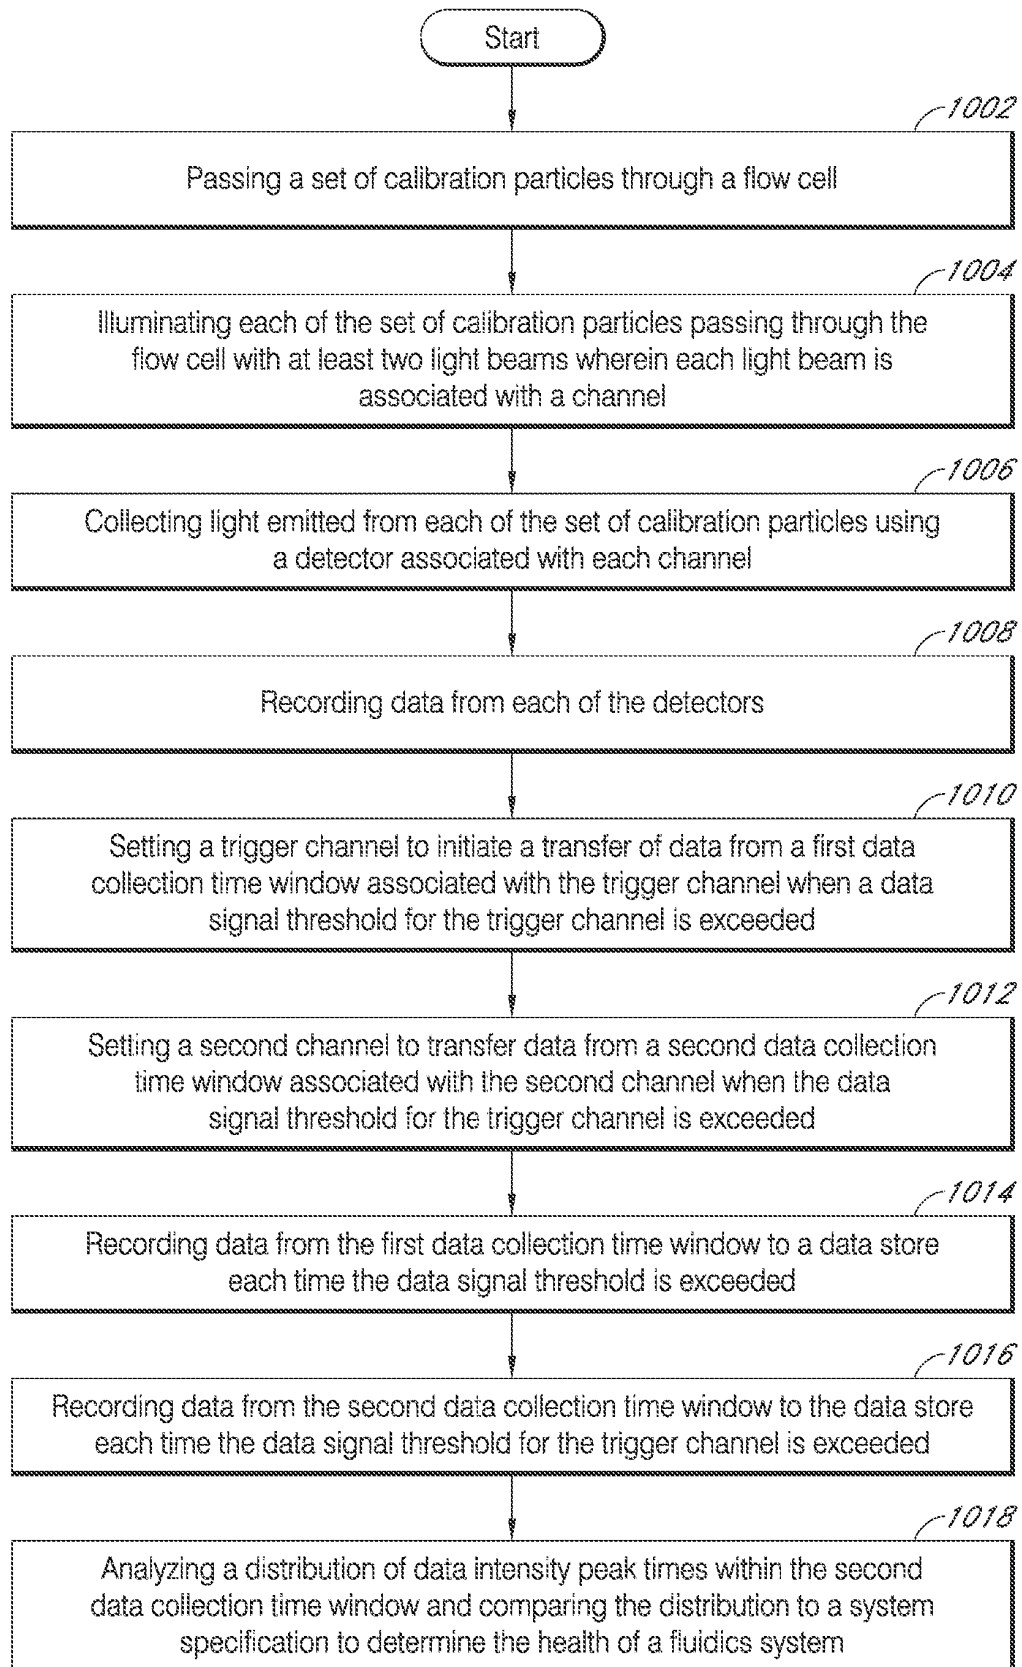 Start
1002
Passing a set of calibration particles through a flow cell
1004
Illuminating each of the set of calibration particles passing through the
flow cell with at least two light beams wherein each light beam is
associated with a channel
1006
Collecting light emitted from each of the set of calibration particles using
a detector associated with each channel
1008
Recording data from each of the detectors
1010
Setting a trigger channel to initiate a transfer of data from a first data
collection time window associated with the trigger channel when a data
signal threshold for the trigger channel is exceeded
1012
Setting a second channel to transfer data from a second data collection
time window associated with the second channel when the data
signal threshold for the trigger channel is exceeded
1014
Recording data from the first data collection time window to a data store
each time the data signal threshold is exceeded
1016
Recording data from the second data collection time window to the data store
each time the data signal threshold for the trigger channel is exceeded
1018
Analyzing a distribution of data intensity peak times within the second
data collection time window and comparing the distribution to a system
specification to determine the health of a fluidics system